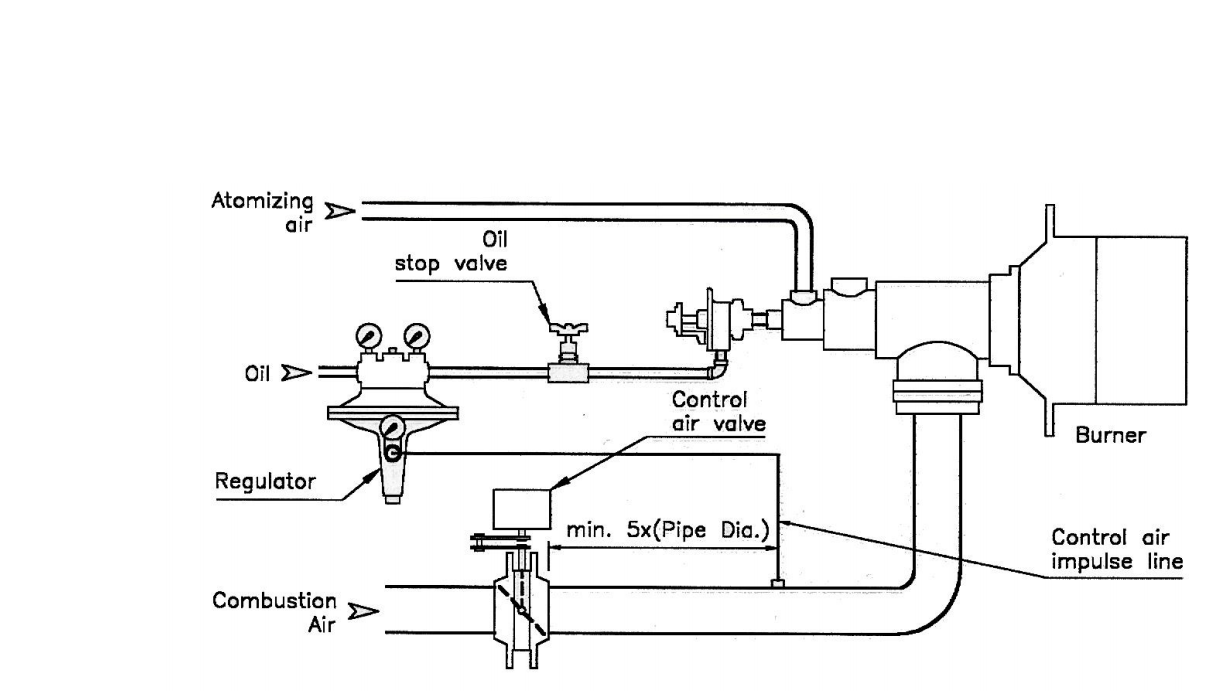 Atomizing
air
Oil
stop valve
Oil
Control
air valve
Burner
Regulator
min. 5x(Pipe Dia.)
Control air
impulse line
Combustion
Air